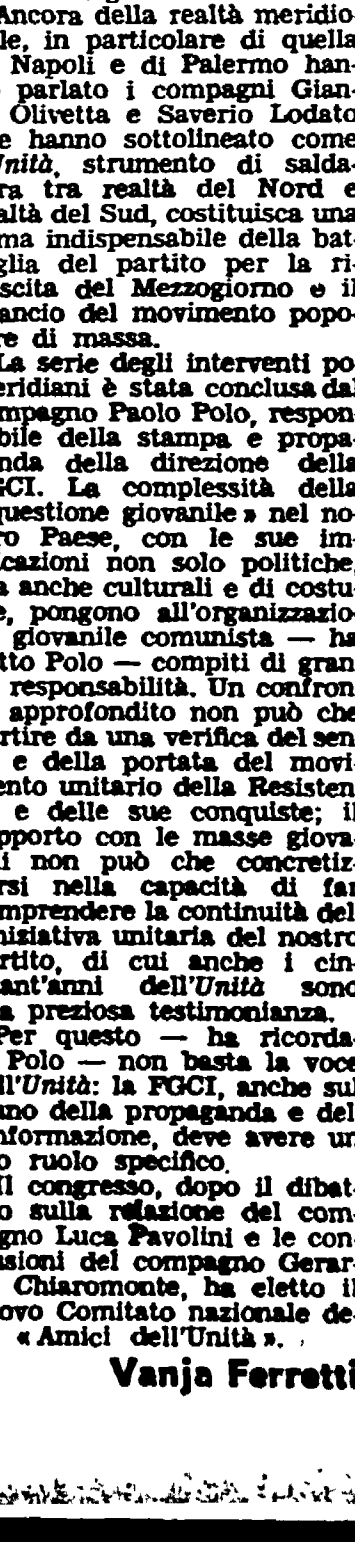 Ancora della realtà meridio-
le, in particolare di quella
Napoli e di Palermo han-
parlato i compagni Gian-
Olivetta e Saverio Lodato
e hanno sottolineato come
Unità, strumento di salda-
ra tra realtà del Nord e
altà del Sud, costituisca una
ma indispensabile della bat-
glia del partito per la ri-
scita del Mezzogiorno e il
ancio del movimento popo-
re di massa.
La serie degli interventi po-
eridiani è stata conclusa dal
mpagno Paolo Polo, respon-
bile della stampa e propa-
nda della direzione della
GCI. La complessità della
questione giovanile » nel no-
ro Paese, con le sue im-
icazioni non solo politiche,
a anche culturali e di costu-
e, pongono all'organizzazio-
giovanile comunista — ha
tto Polo — compiti di gran
responsabilità. Un confron
approfondito non può che
rtire da una verifica del sen
e della portata del movi-
ento unitario della Resisten
e delle sue conquiste; il
pporto con le masse giova-
li non può che concretiz-
rsi nella capacità di far
mprendere la continuità del
niziativa unitaria del nostro
rtito, di cui anche i cin-
ant'anni dell'Unità sono
a preziosa testimonianza.
Per questo — ha ricorda-
Polo — non basta la voce
ll'Unità: la FGCI, anche sul
ano della propaganda e del
nformazione, deve avere un
o ruolo specifico.
Il congresso, dopo il dibat-
o sulla relazione del com-
gno Luca Pavolini e le con-
usioni del compagno Gerar-
Chiaromonte, ha eletto il
ovo Comitato nazionale de-
« Amici dell'Unità ».
Vanja Ferretti